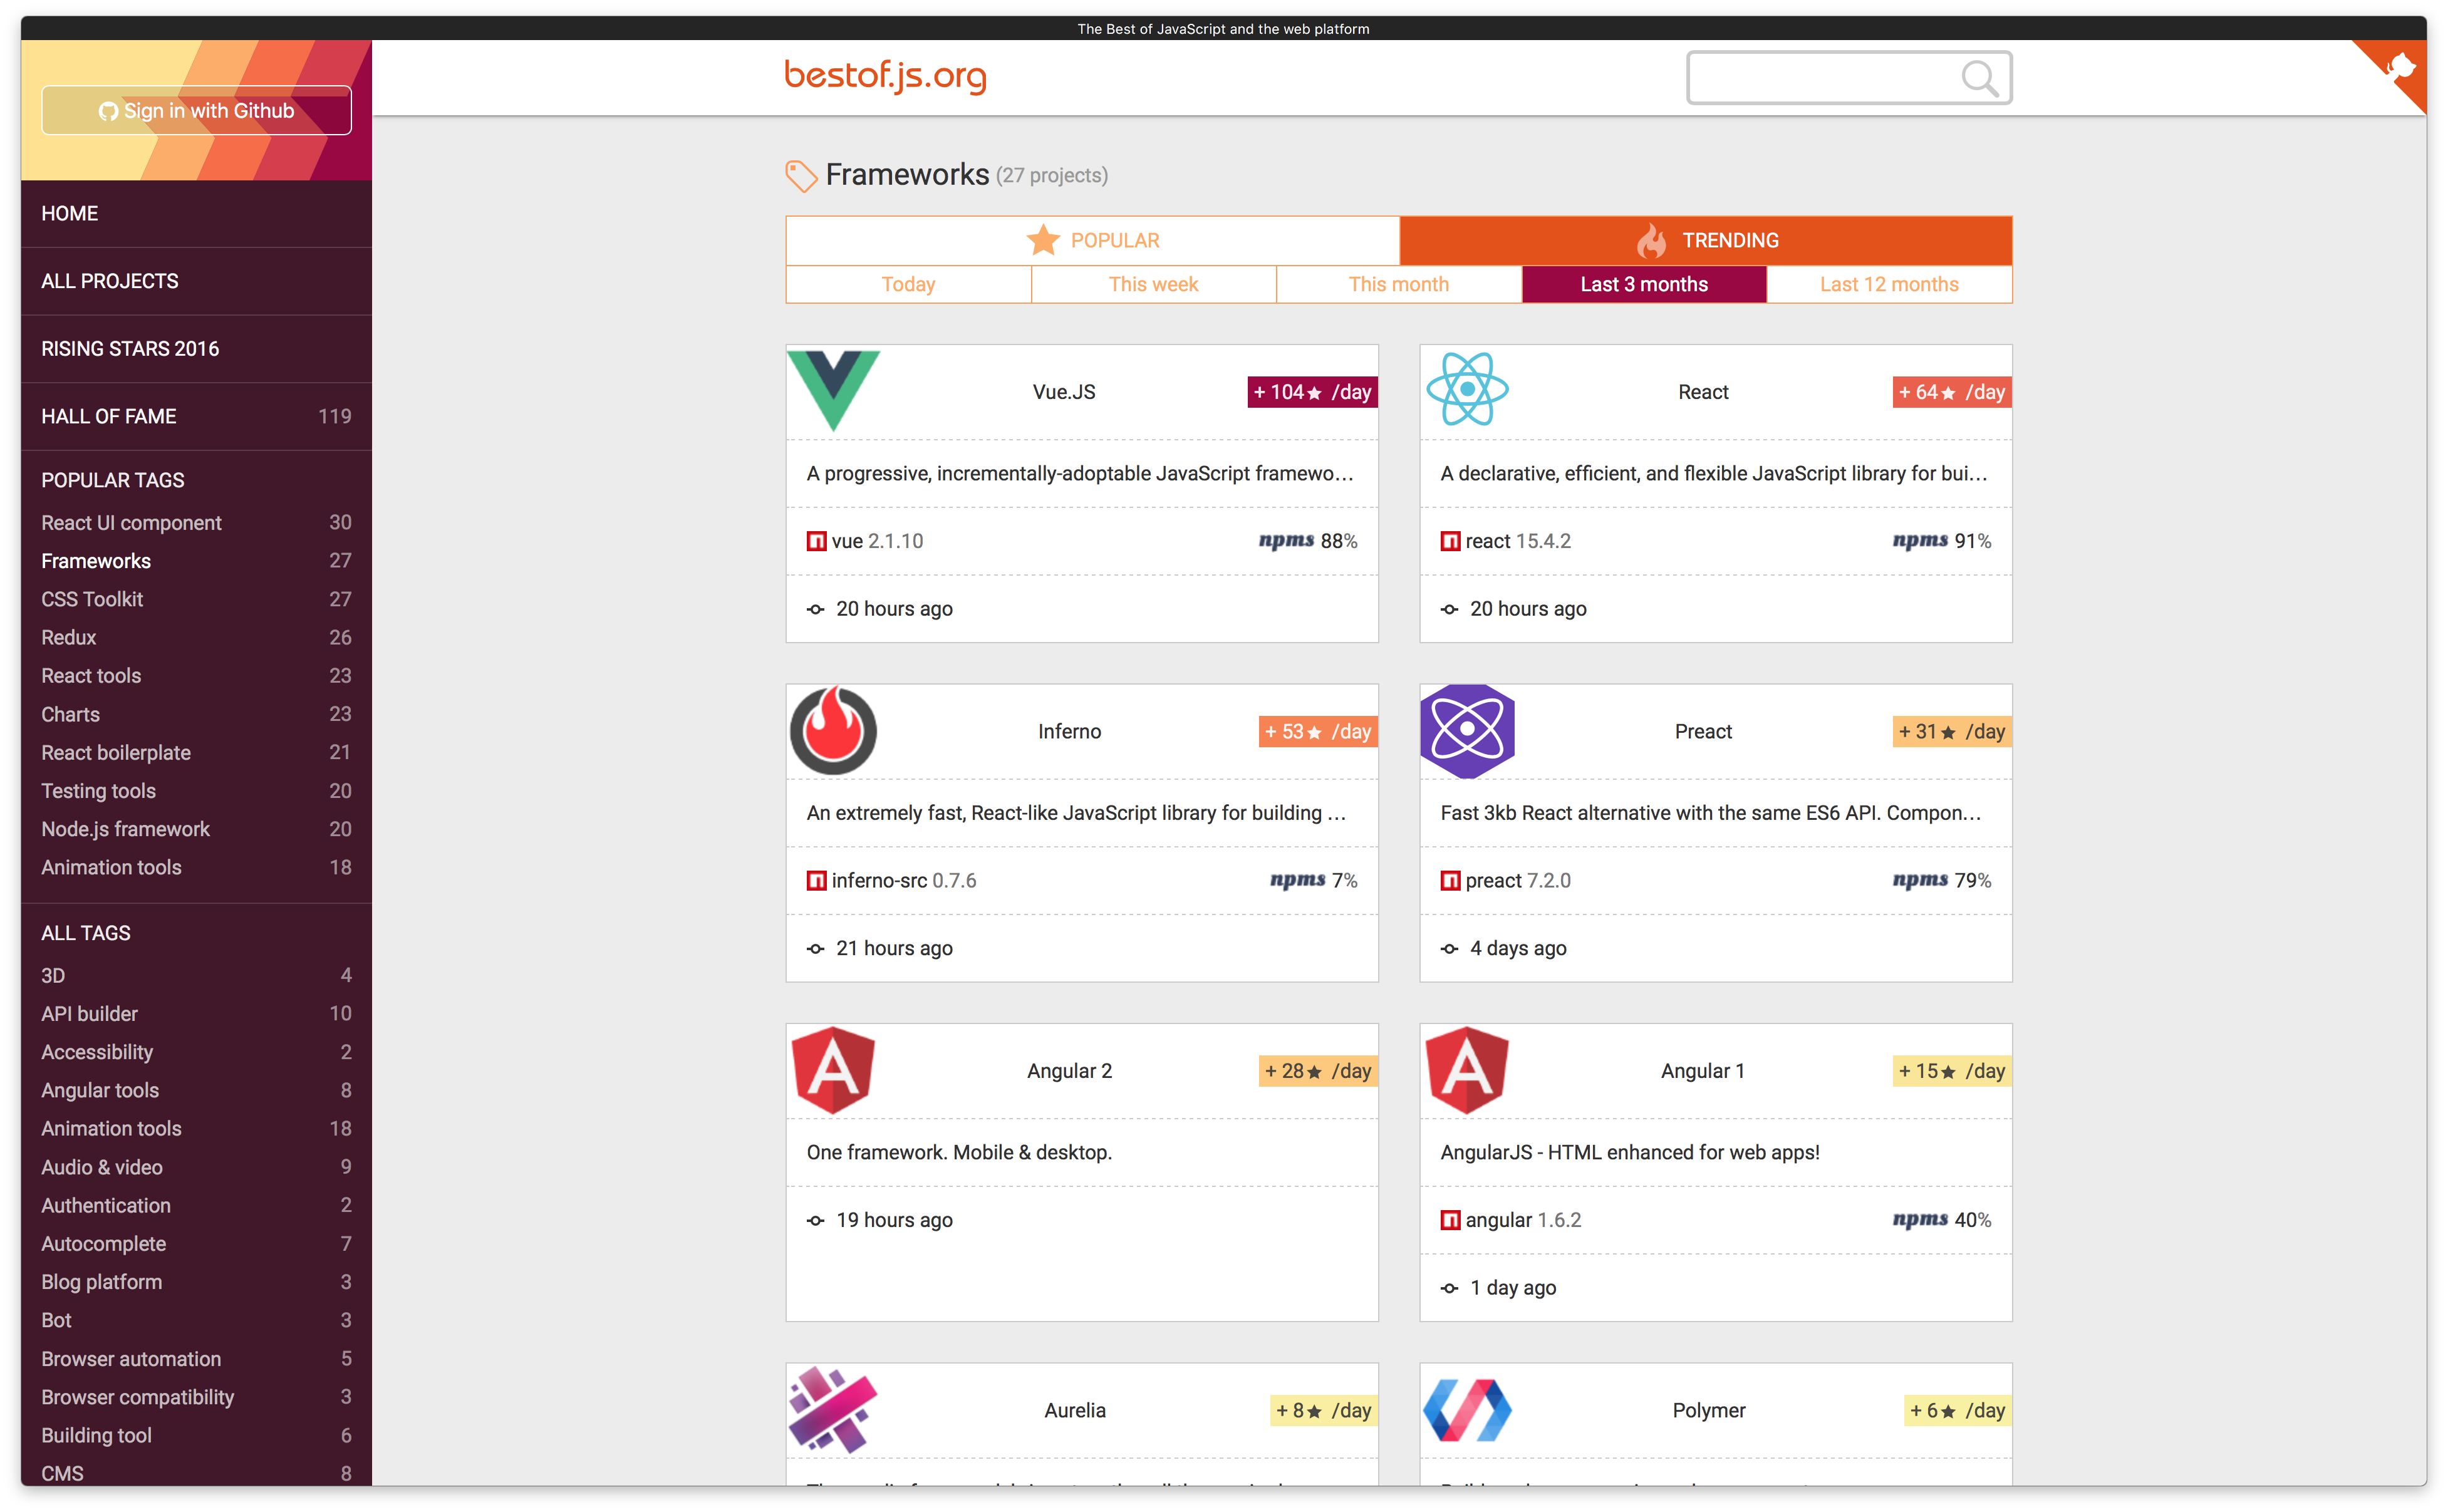 The Best of JavaScript and the web platform
Sign in with Github
HOME
ALL PROJECTS
RISING STARS 2016
HALL OF FAME 119
POPULAR TAGS
React UI component 30
Frameworks 27
CSS Toolkit 27
Redux 26
React tools 23
Charts 23
React boilerplate 21
Testing tools 20
Node.js framework 20
Animation tools 18
ALL TAGS
3D 4
API builder 10
Accessibility 2
Angular tools 8
Animation tools 18
Audio & video 9
Authentication 2
Autocomplete 7
Blog platform 3
Bot 3
Browser automation 5
Browser compatibility 3
Building tool 6
CMS 8
bestof.js.org
Frameworks (27 projects)
POPULAR TRENDING
Today This week This month Last 3 months Last 12 months
Vue.JS + 104★ /day
A progressive, incrementally-adoptable JavaScript framewo...
vue 2.1.10 npms 88%
20 hours ago
React + 64★ /day
A declarative, efficient, and flexible JavaScript library for bui...
react 15.4.2 npms 91%
20 hours ago
Inferno + 53★ /day
An extremely fast, React-like JavaScript library for building ...
inferno-src 0.7.6 npms 7%
21 hours ago
Preact + 31★ /day
Fast 3kb React alternative with the same ES6 API. Compon...
preact 7.2.0 npms 79%
4 days ago
Angular 2 + 28★ /day
One framework. Mobile & desktop.
19 hours ago
Angular 1 + 15★ /day
AngularJS - HTML enhanced for web apps!
angular 1.6.2 npms 40%
1 day ago
Aurelia + 8★ /day
Polymer + 6★ /day